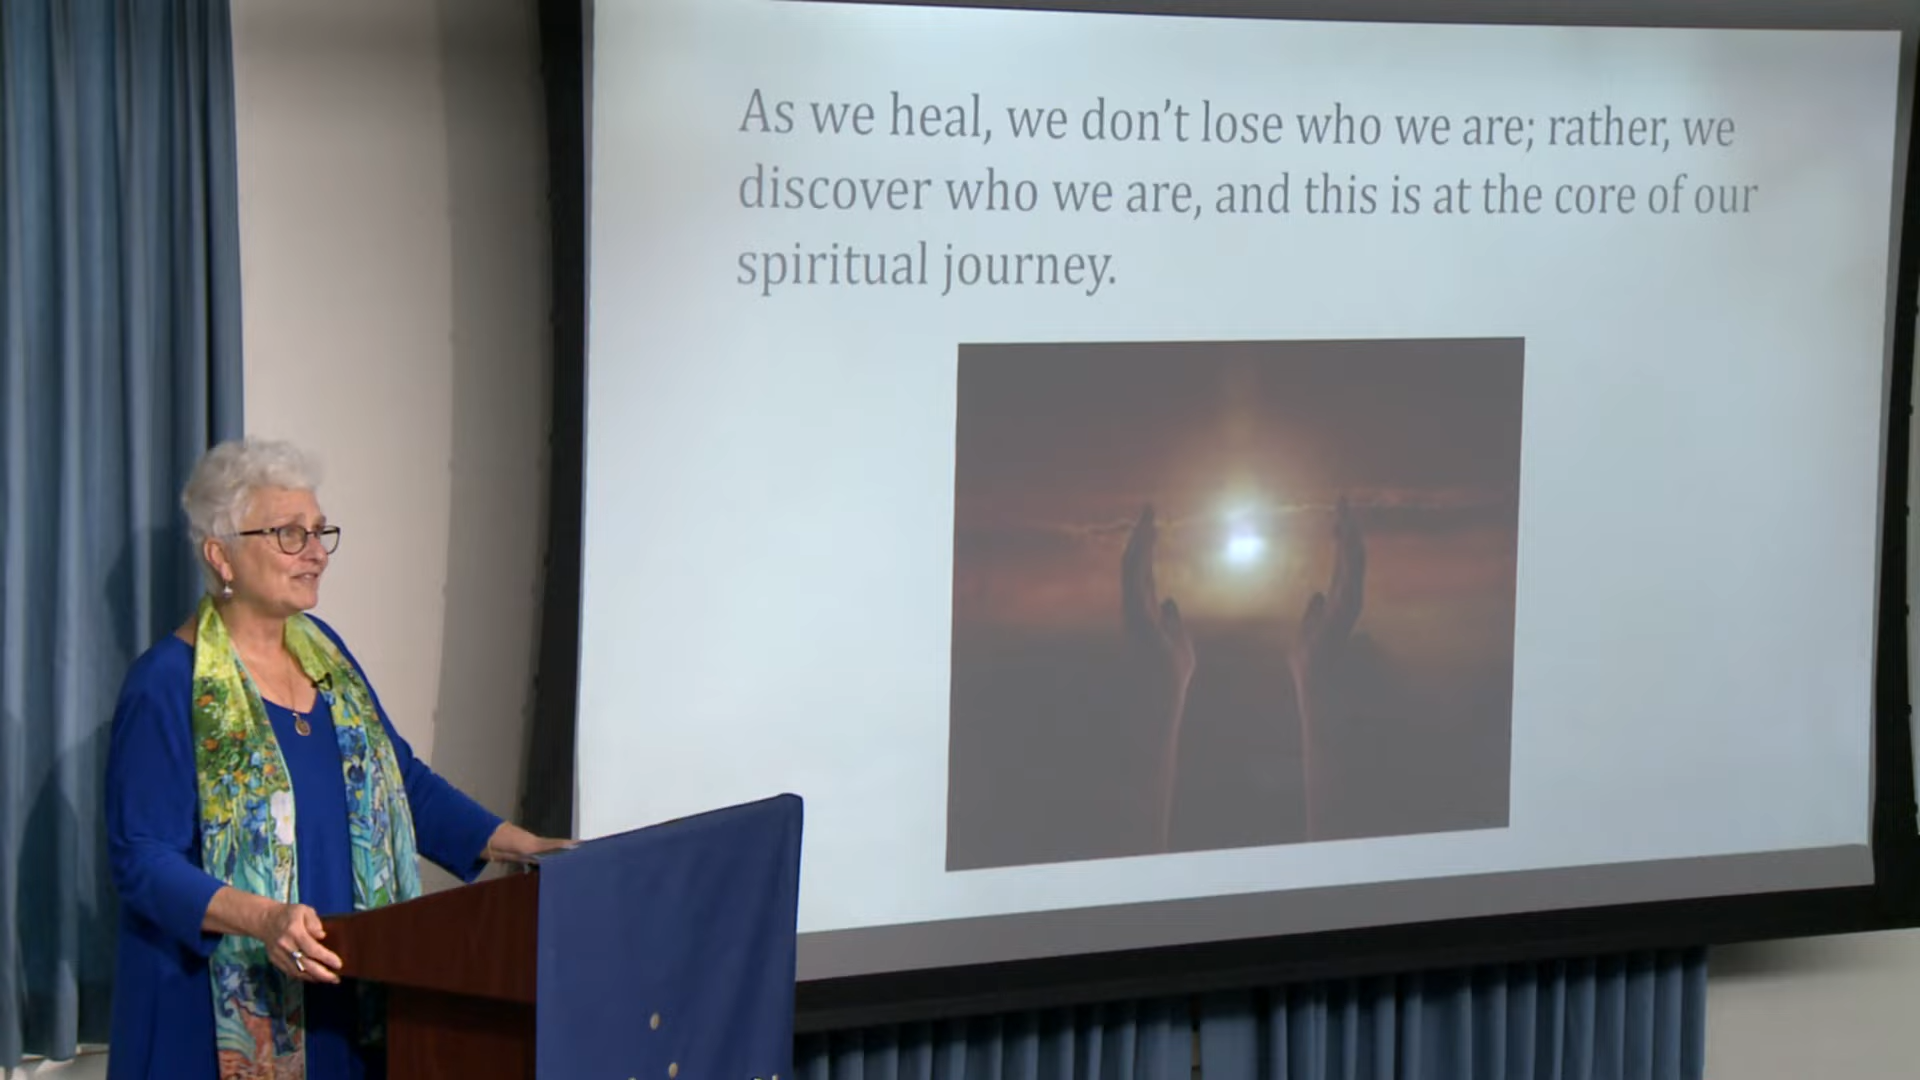 As we heal, we don’t lose who we are; rather, we
discover who we are, and this is at the core of our
spiritual journey.